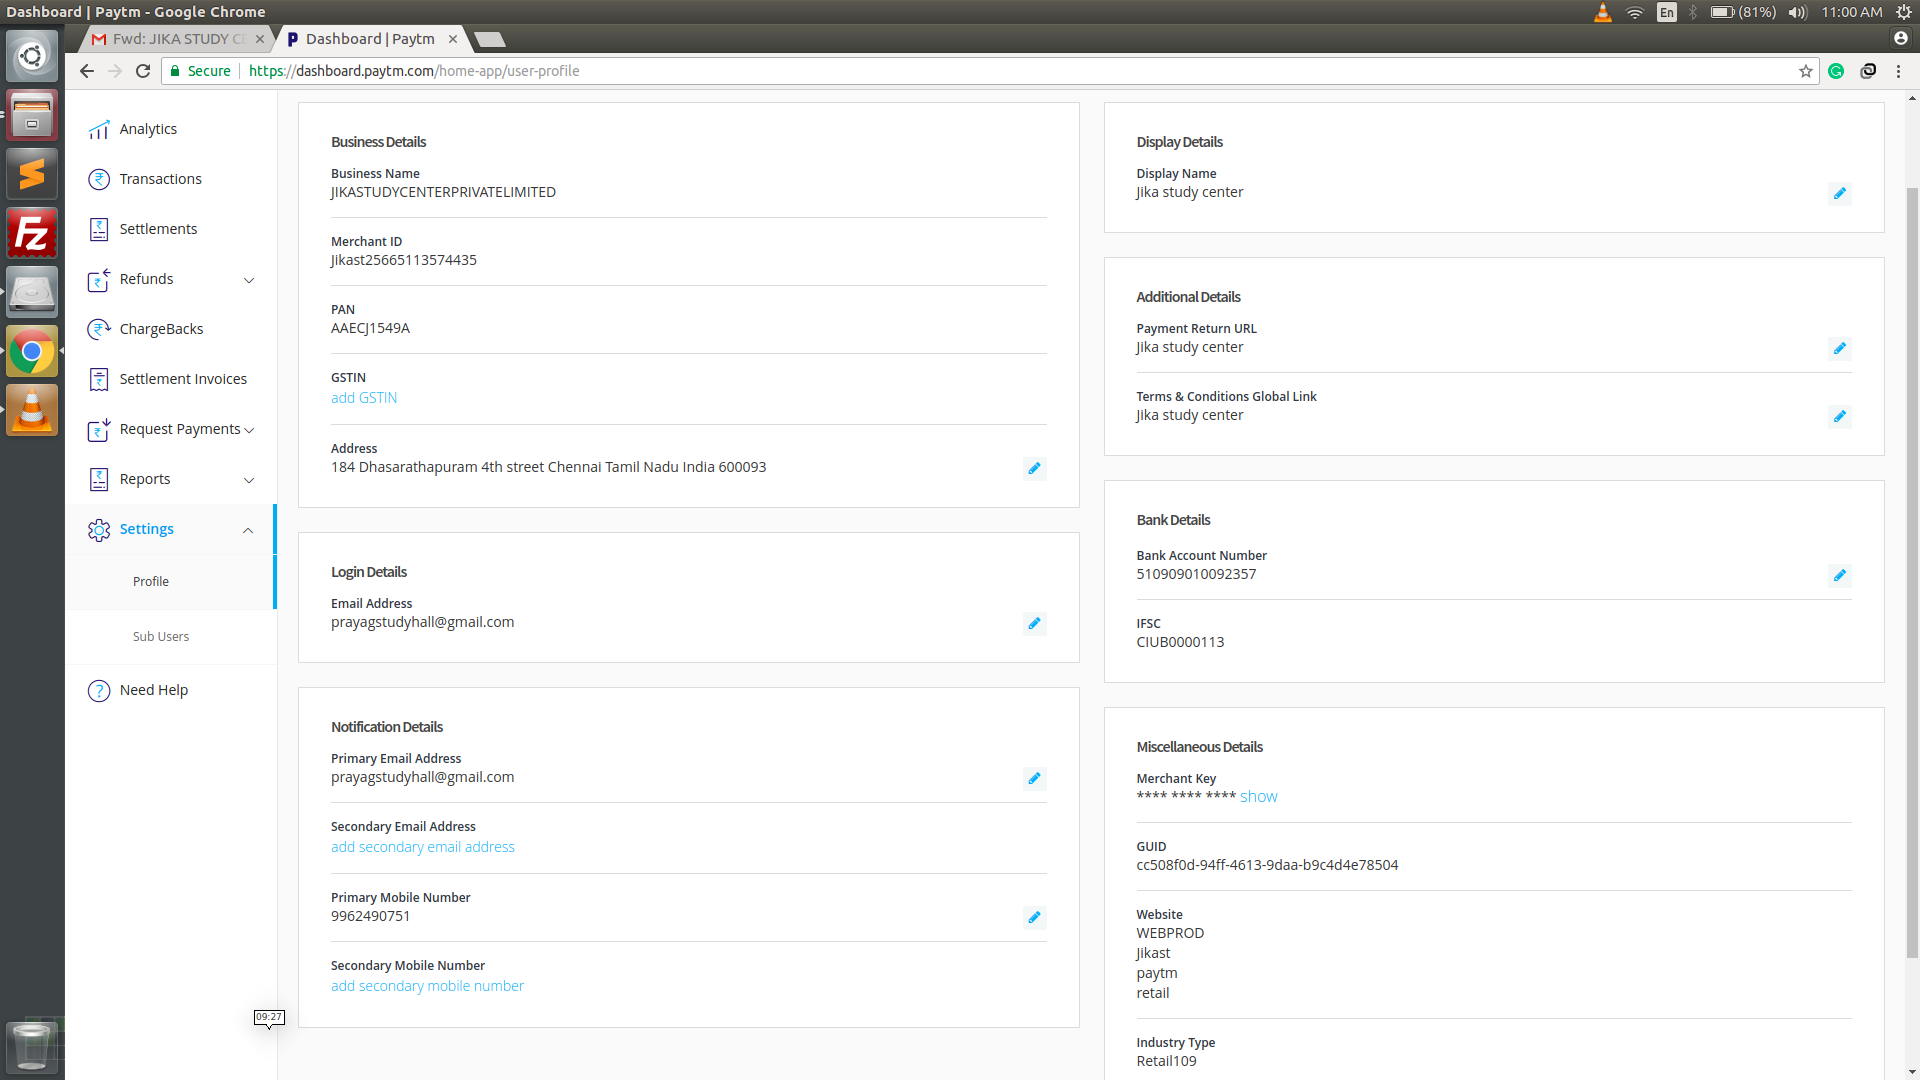 Dashboard | Paytm - Google Chrome
En
(81%)
11:00 AM
Fwd: JIKA STUDY CE
Dashboard | Paytm
Secure
https://dashboard.paytm.com/home-app/user-profile
Analytics
Transactions
Settlements
Refunds
ChargeBacks
Settlement Invoices
Request Payments
Reports
Settings
Profile
Sub Users
Need Help
Business Details
Business Name
JIKASTUDYCENTERPRIVATELIMITED
Merchant ID
Jikast25665113574435
PAN
AAECJ1549A
GSTIN
add GSTIN
Address
184 Dhasarathapuram 4th street Chennai Tamil Nadu India 600093
Login Details
Email Address
prayagstudyhall@gmail.com
Notification Details
Primary Email Address
prayagstudyhall@gmail.com
Secondary Email Address
add secondary email address
Primary Mobile Number
9962490751
Secondary Mobile Number
add secondary mobile number
09:27
Display Details
Display Name
Jika study center
Additional Details
Payment Return URL
Jika study center
Terms & Conditions Global Link
Jika study center
Bank Details
Bank Account Number
510909010092357
IFSC
CIUB0000113
Miscellaneous Details
Merchant Key
**** **** **** show
GUID
cc508f0d-94ff-4613-9daa-b9c4d4e78504
Website
WEBPROD
Jikast
paytm
retail
Industry Type
Retail109